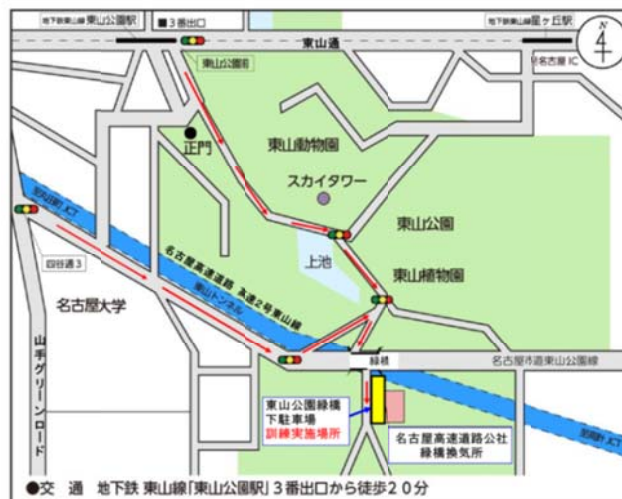 地下鉄東山線 東山公園駅
■3番出口
地下鉄東山線 星ヶ丘駅
東山通
東山公園前
名古屋IC
正門
東山動物園
スカイタワー
東山公園
上池
東山植物園
四谷通3
名古屋高速道路 高速2号東山線
東山トンネル
名古屋大学
山手グリーンロード
緑橋
名古屋市道東山公園線
東山公園緑橋
下駐車場
訓練実施場所
名古屋高速道路公社
緑橋換気所
●交 通 地下鉄 東山線「東山公園駅」3番出口から徒歩20分